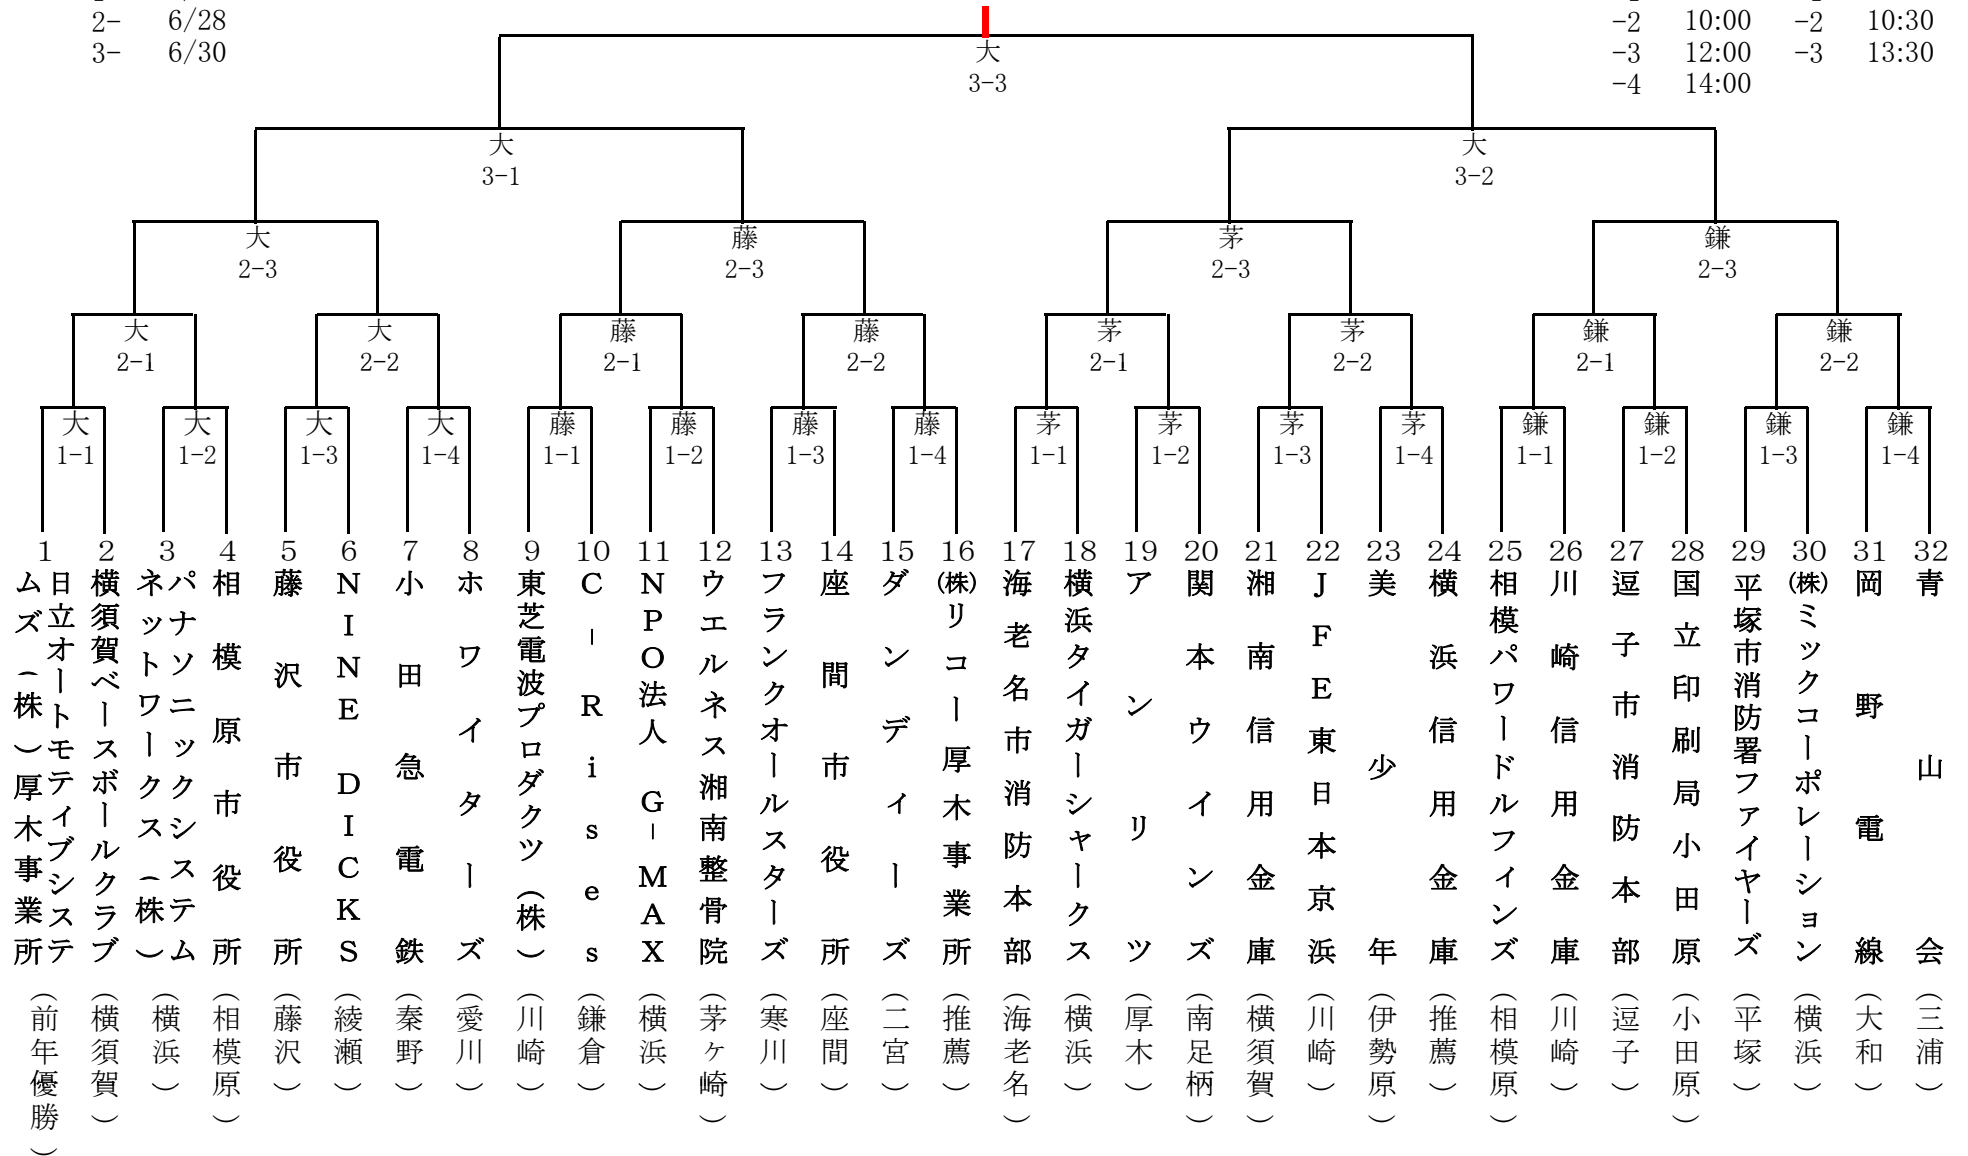 2- 6/28
3- 6/30
-2 10:00 -2 10:30
-3 12:00 -3 13:30
-4 14:00
大
3-3
大 大
3-1 3-2
大 藤 茅 鎌
2-3 2-3 2-3 2-3
大 大 藤 藤 茅 茅 鎌 鎌
2-1 2-2 2-1 2-2 2-1 2-2 2-1 2-2
大 大 大 大 藤 藤 藤 藤 茅 茅 茅 茅 鎌 鎌 鎌 鎌
1-1 1-2 1-3 1-4 1-1 1-2 1-3 1-4 1-1 1-2 1-3 1-4 1-1 1-2 1-3 1-4
1 日立オートモティブシステムズ(株)厚木事業所 (前年優勝)
2 横須賀ベースボールクラブ (横須賀)
3 パナソニックシステムネットワークス(株) (横浜)
4 相模原市役所 (相模原)
5 藤沢市役所 (藤沢)
6 NINE DICKS (綾瀬)
7 小田急電鉄 (秦野)
8 ホワイターズ (愛川)
9 東芝電波プロダクツ(株) (川崎)
10 C-Rises (鎌倉)
11 NPO法人 G-MAX (横浜)
12 ウエルネス湘南整骨院 (茅ヶ崎)
13 フランクオールスターズ (寒川)
14 座間市役所 (座間)
15 ダンディーズ (二宮)
16 (株)リコー厚木事業所 (推薦)
17 海老名市消防本部 (海老名)
18 横浜タイガーシャークス (横浜)
19 アンリツ (厚木)
20 関本ウインズ (南足柄)
21 湘南信用金庫 (横須賀)
22 JFE東日本京浜 (川崎)
23 美少年 (伊勢原)
24 横浜信用金庫 (推薦)
25 相模パワードルフィンズ (相模原)
26 川崎信用金庫 (川崎)
27 逗子市消防本部 (逗子)
28 国立印刷局小田原 (小田原)
29 平塚市消防署ファイヤーズ (平塚)
30 (株)ミックコーポレーション (横浜)
31 岡野電線 (大和)
32 青山会 (三浦)